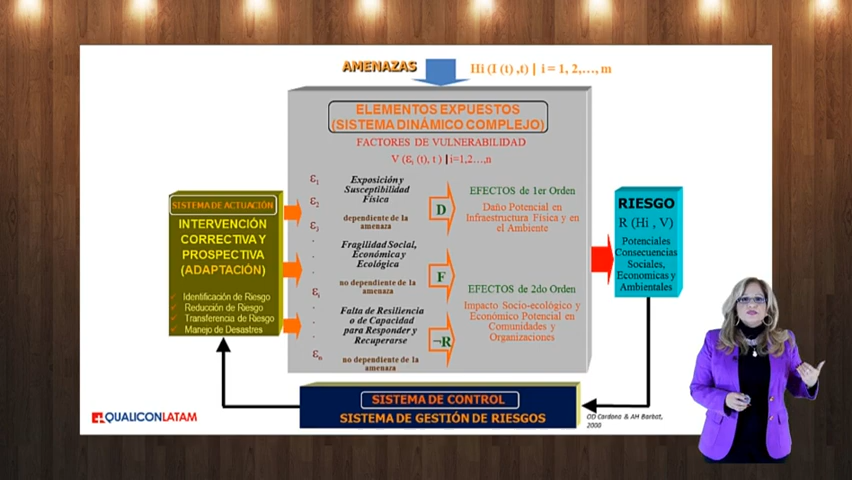 AMENAZAS
Hi (I (t) ,t) | i = 1, 2,…, m
ELEMENTOS EXPUESTOS
(SISTEMA DINÁMICO COMPLEJO)
FACTORES DE VULNERABILIDAD
V (εi (t), t ) | i=1,2…,n
SISTEMA DE ACTUACIÓN
INTERVENCIÓN
CORRECTIVA Y
PROSPECTIVA
(ADAPTACIÓN)
Identificación de Riesgo
Reducción de Riesgo
Transferencia de Riesgo
Manejo de Desastres
ε1
ε2
εn
Exposición y
Susceptibilidad
Física
dependiente de la
amenaza
Fragilidad Social,
Económica y
Ecológica
no dependiente de la
amenaza
Falta de Resiliencia
o de Capacidad
para Responder y
Recuperarse
no dependiente de la
amenaza
D
F
¬R
EFECTOS de 1er Orden
Daño Potencial en
Infraestructura Física y en
el Ambiente
EFECTOS de 2do Orden
Impacto Socio-ecológico y
Económico Potencial en
Comunidades y
Organizaciones
RIESGO
R (Hi , V)
Potenciales
Consecuencias
Sociales,
Economicas y
Ambientales
SISTEMA DE CONTROL
SISTEMA DE GESTIÓN DE RIESGOS
OD Cardona & AH Barbat,
2000
QUALICONLATAM